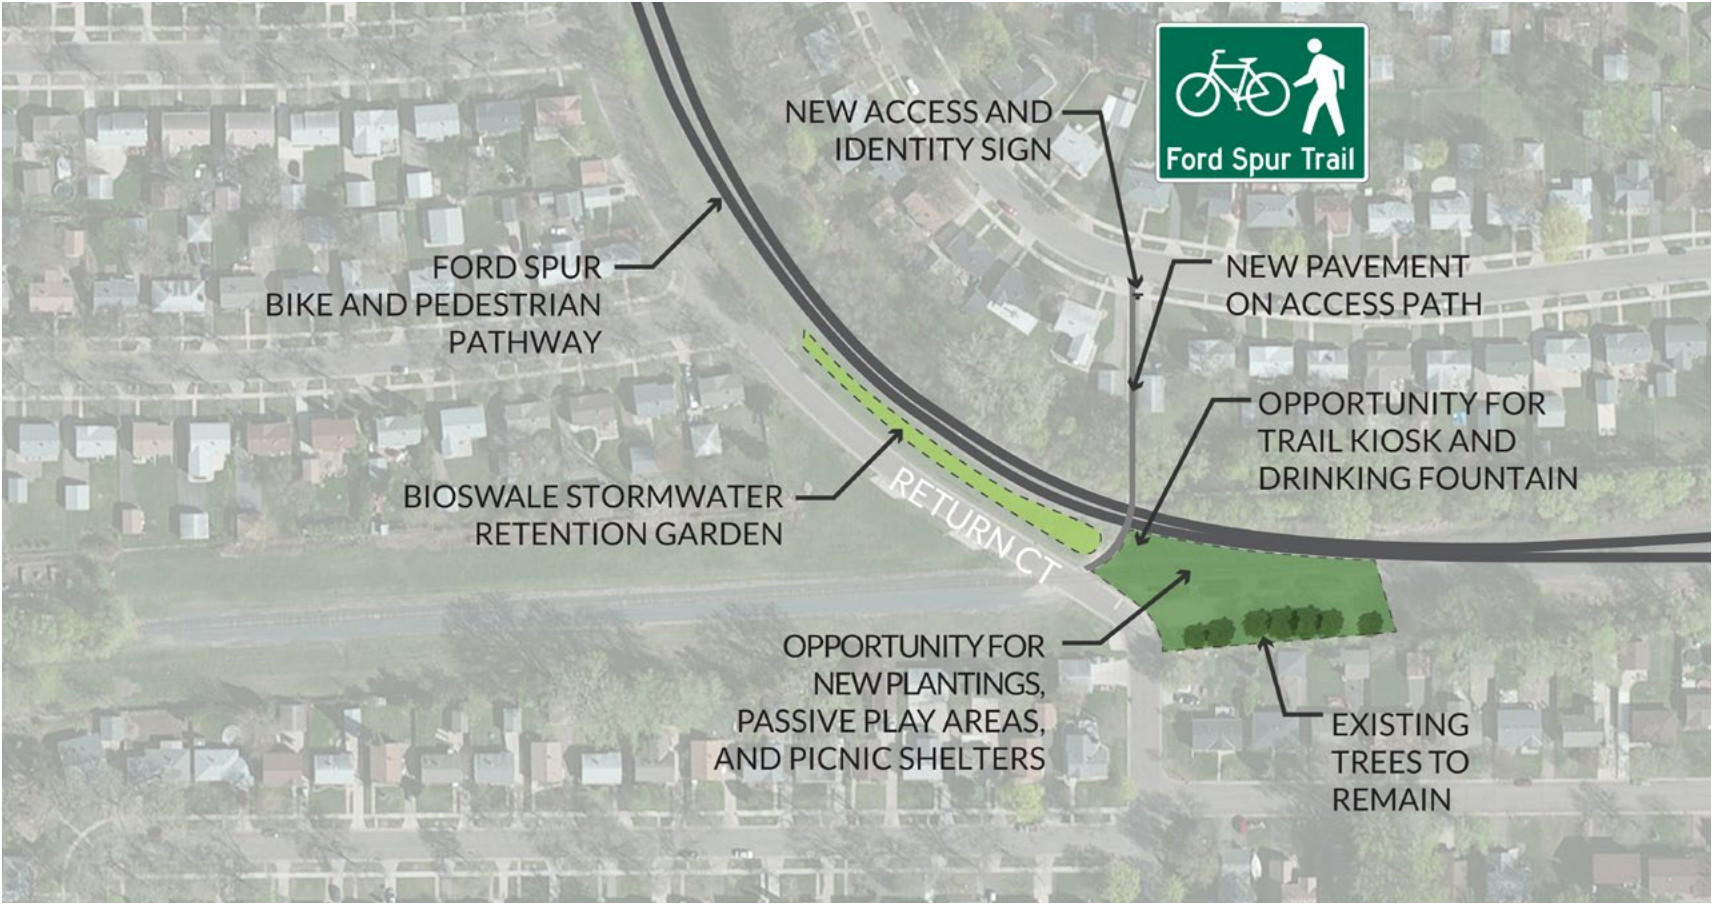 NEW ACCESS AND
IDENTITY SIGN
Ford Spur Trail
FORD SPUR
BIKE AND PEDESTRIAN
PATHWAY
NEW PAVEMENT
ON ACCESS PATH
OPPORTUNITY FOR
TRAIL KIOSK AND
DRINKING FOUNTAIN
BIOSWALE STORMWATER
RETENTION GARDEN
RETURN CT
OPPORTUNITY FOR
NEW PLANTINGS,
PASSIVE PLAY AREAS,
AND PICNIC SHELTERS
EXISTING
TREES TO
REMAIN